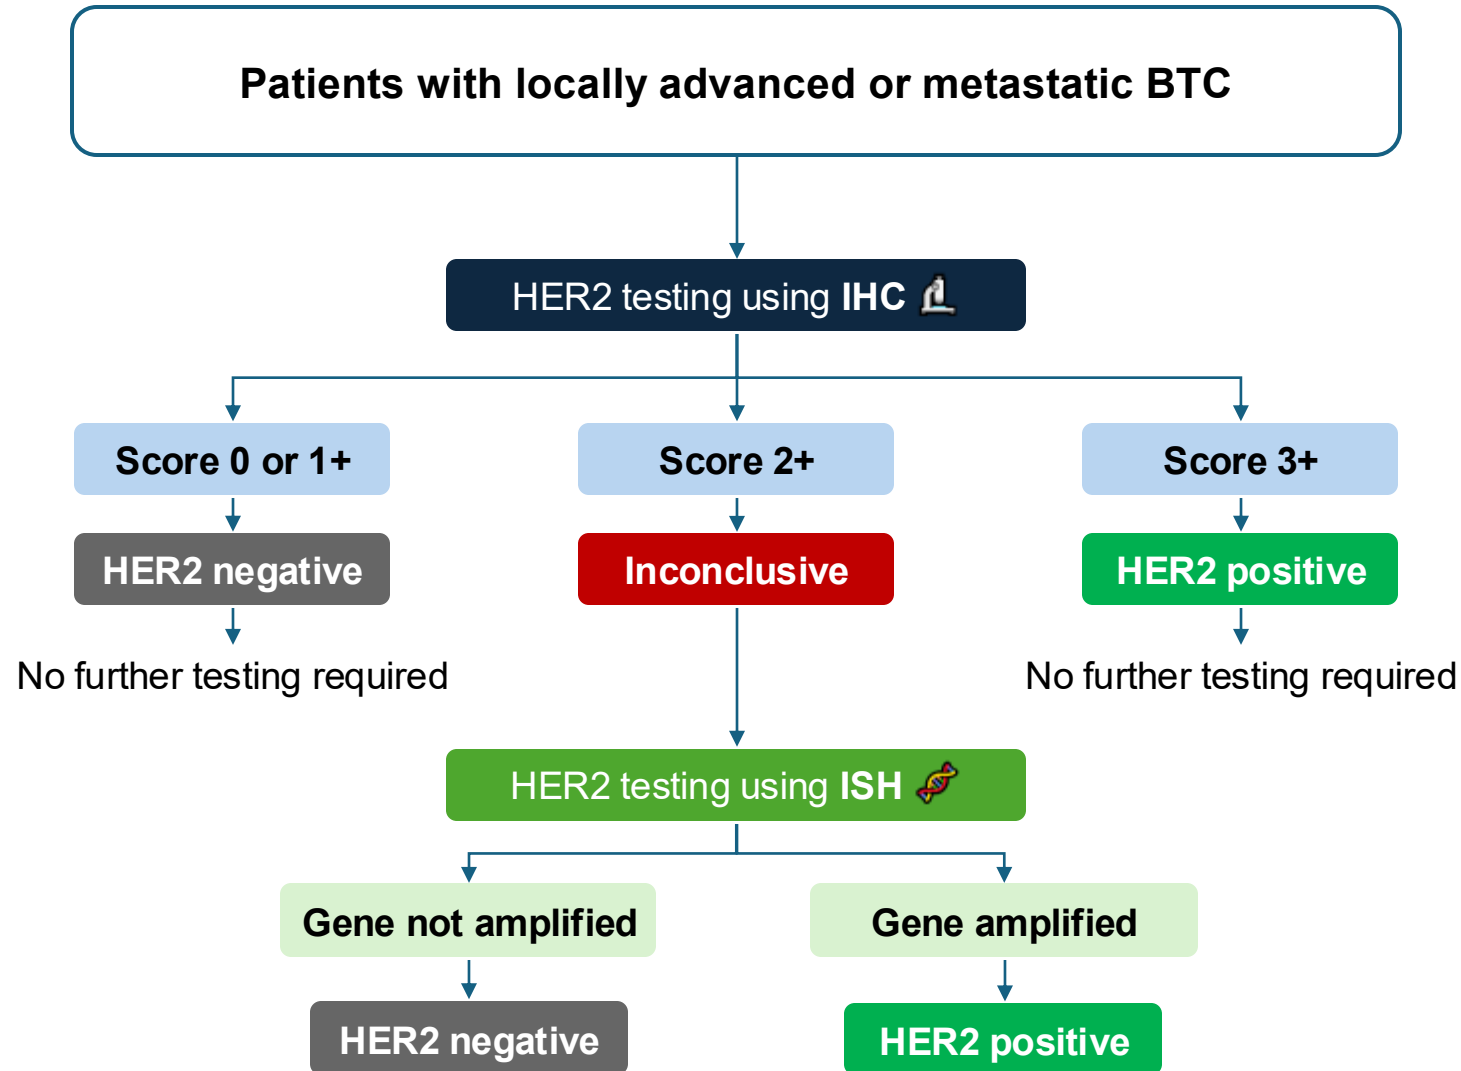 Patients with locally advanced or metastatic BTC
HER2 testing using IHC
Score 0 or 1+
Score 2+
Score 3+
HER2 negative
Inconclusive
HER2 positive
No further testing required
No further testing required
HER2 testing using ISH
Gene not amplified
Gene amplified
HER2 negative
HER2 positive